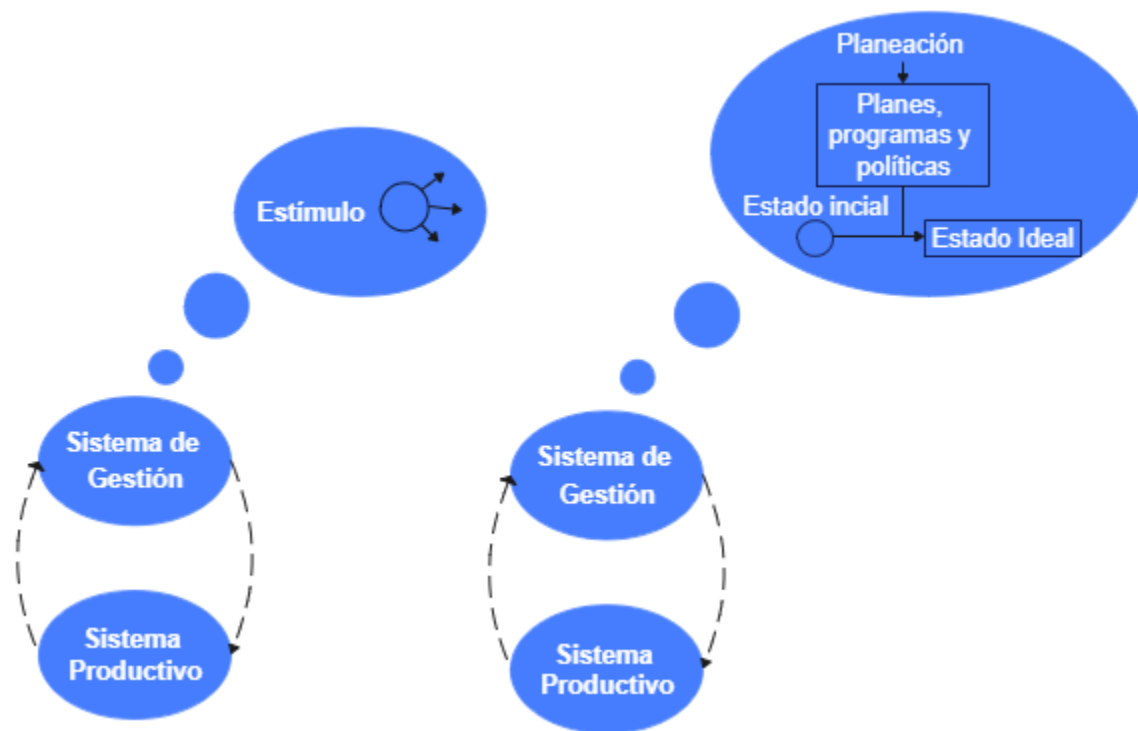 Estímulo
Sistema de
Gestión
Sistema
Productivo
Planeación
Planes,
programas y
políticas
Estado incial
Estado Ideal
Sistema de
Gestión
Sistema
Productivo